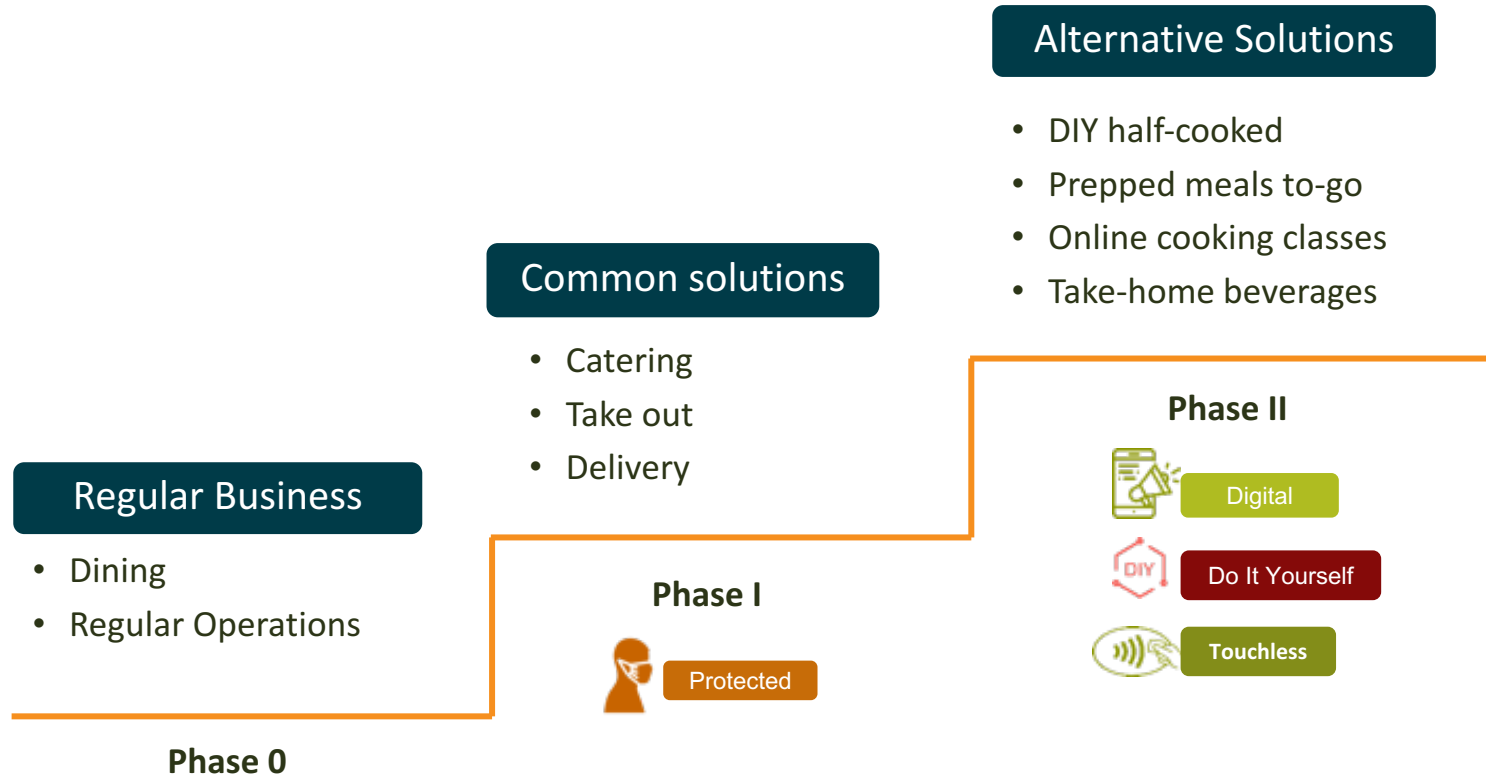 Regular Business
• Dining
• Regular Operations
Phase 0
Common solutions
• Catering
• Take out
• Delivery
Phase I
Protected
Alternative Solutions
• DIY half-cooked
• Prepped meals to-go
• Online cooking classes
• Take-home beverages
Phase II
Digital
DIY
Do It Yourself
Touchless